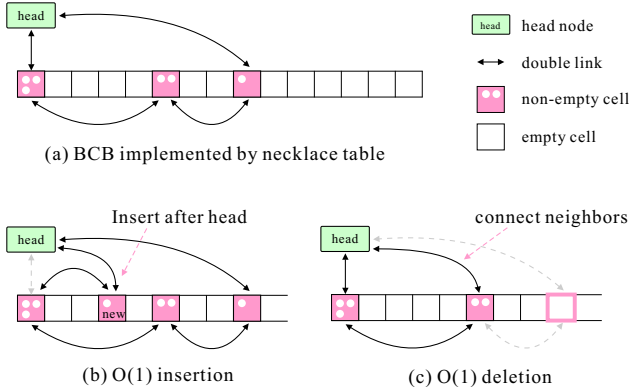 head
head
head node
double link
non-empty cell
empty cell
(a) BCB implemented by necklace table
Insert after head
head
new
(b) O(1) insertion
connect neighbors
head
(c) O(1) deletion